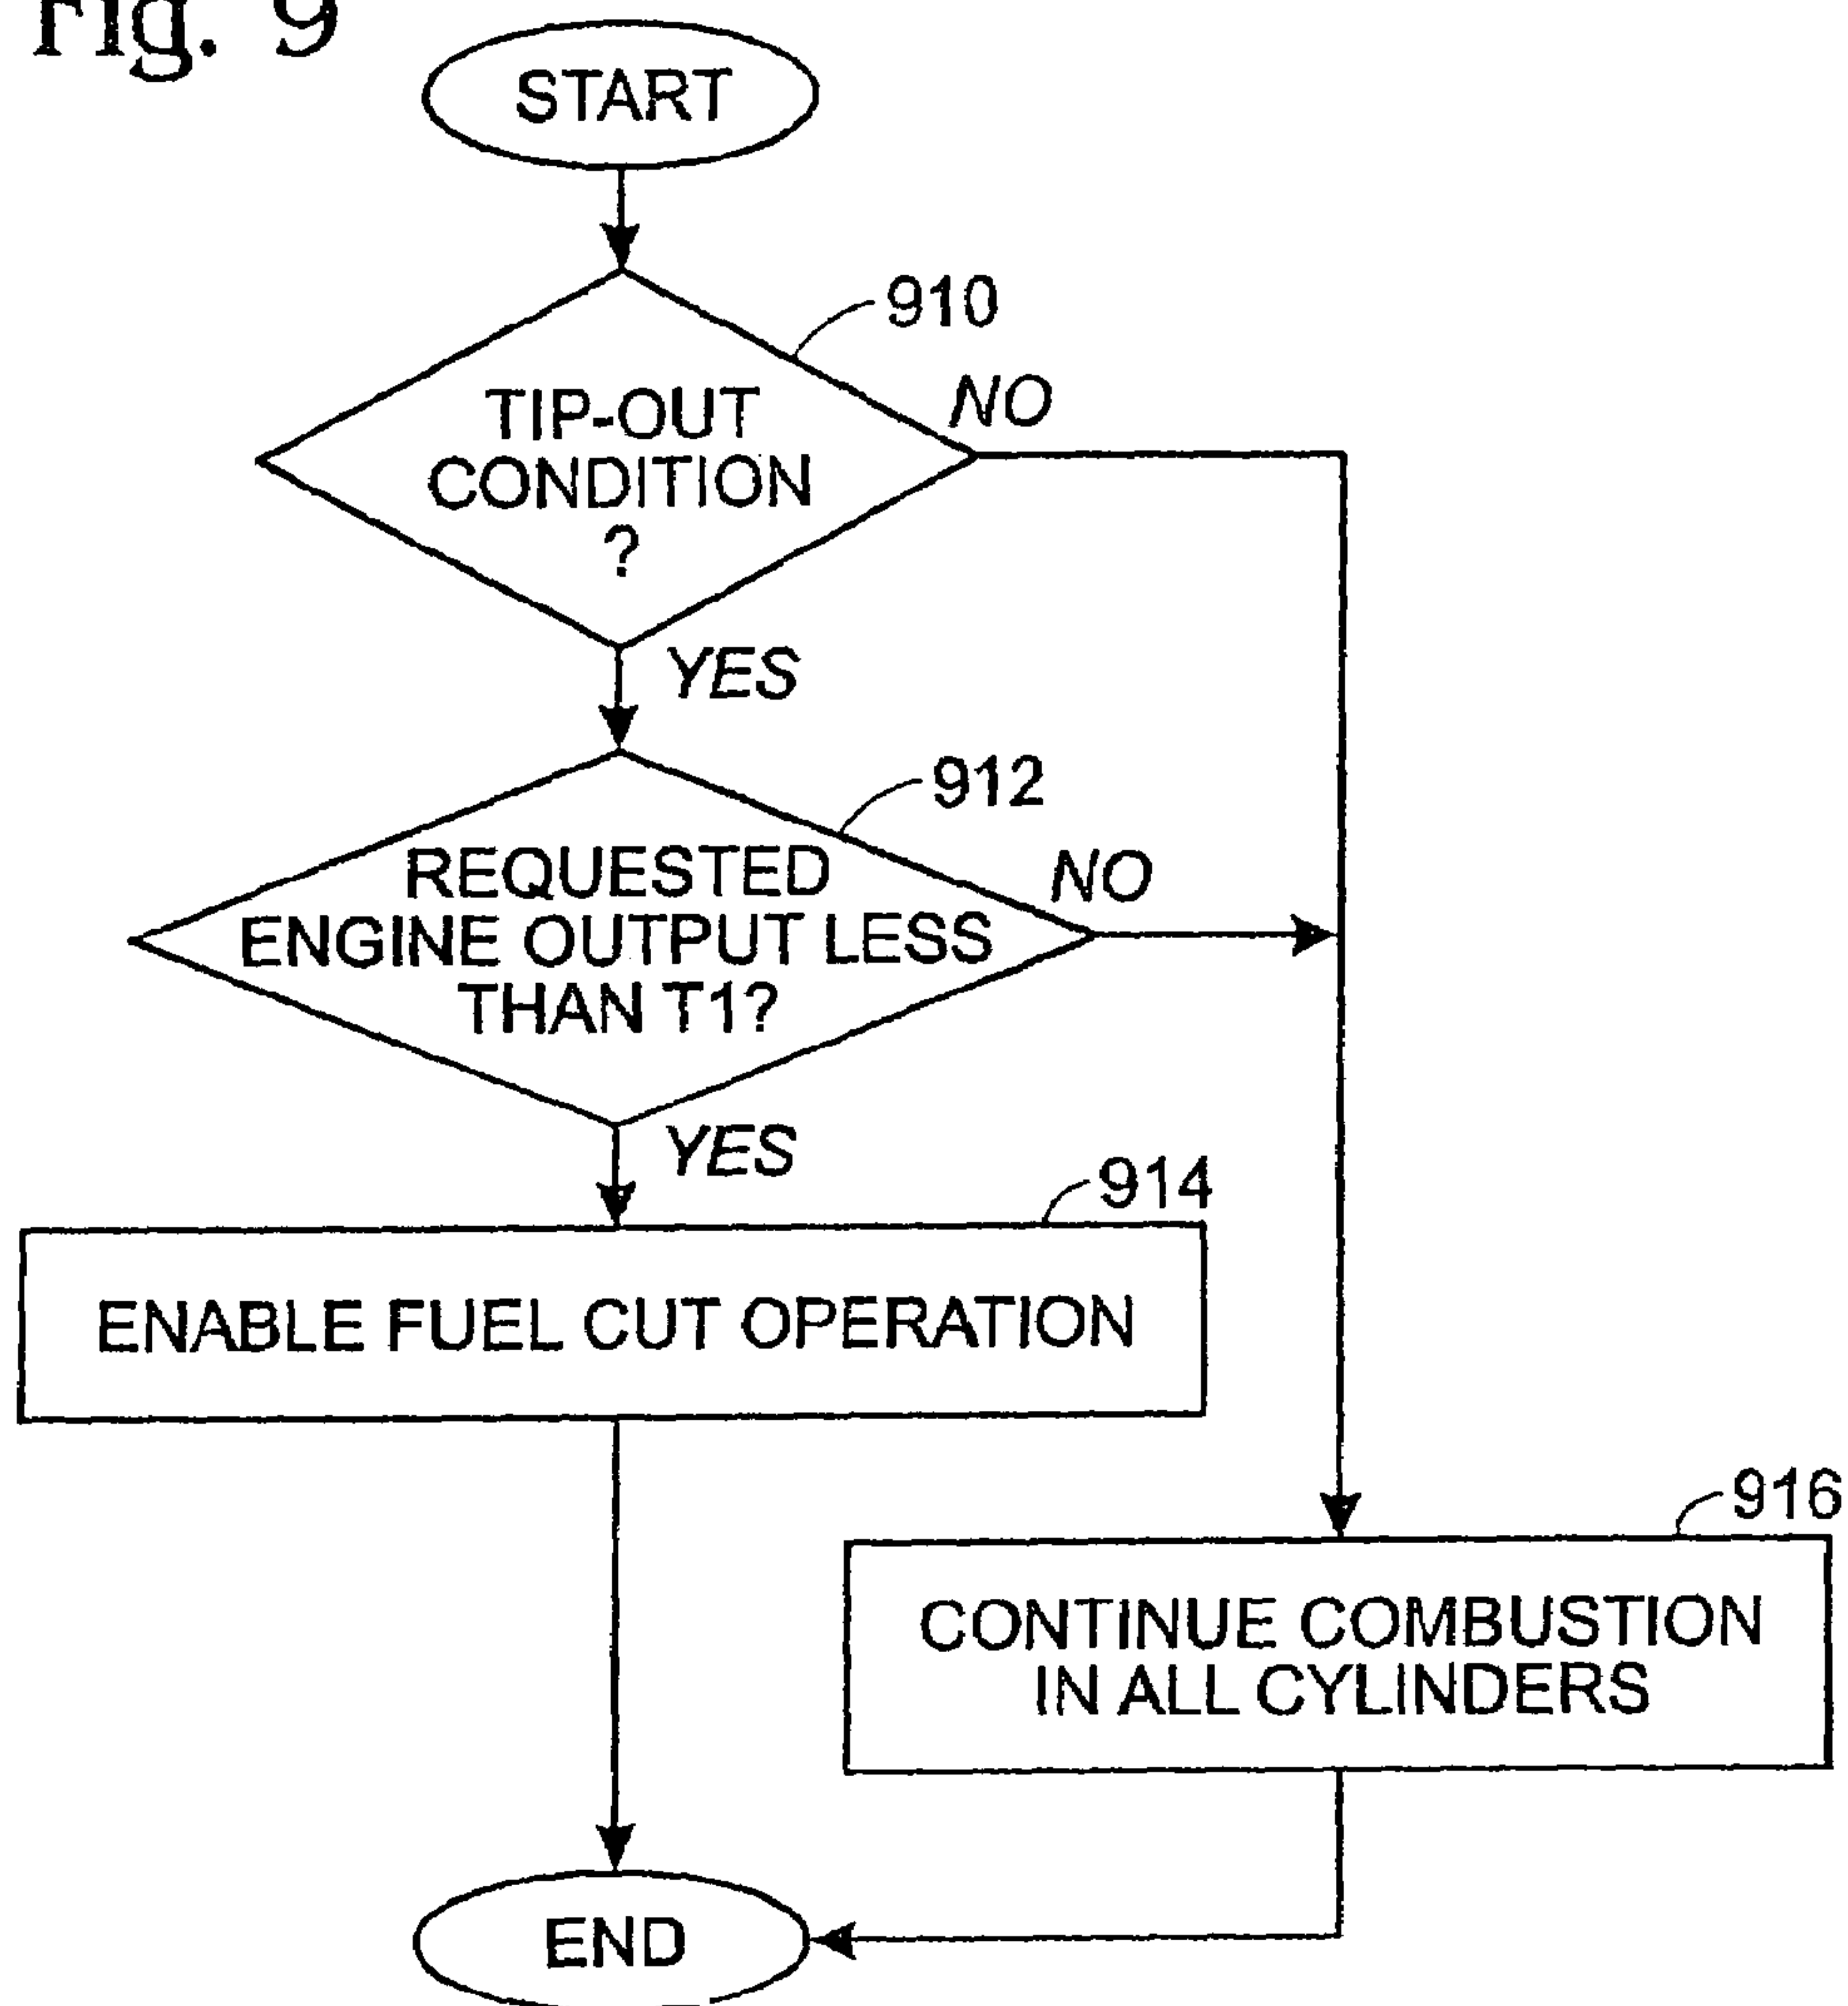 Fig. 9
START
910
TIP-OUT
CONDITION
?
NO
YES
912
REQUESTED
ENGINE OUTPUT LESS
THAN T1?
NO
YES
914
ENABLE FUEL CUT OPERATION
916
CONTINUE COMBUSTION
IN ALL CYLINDERS
END